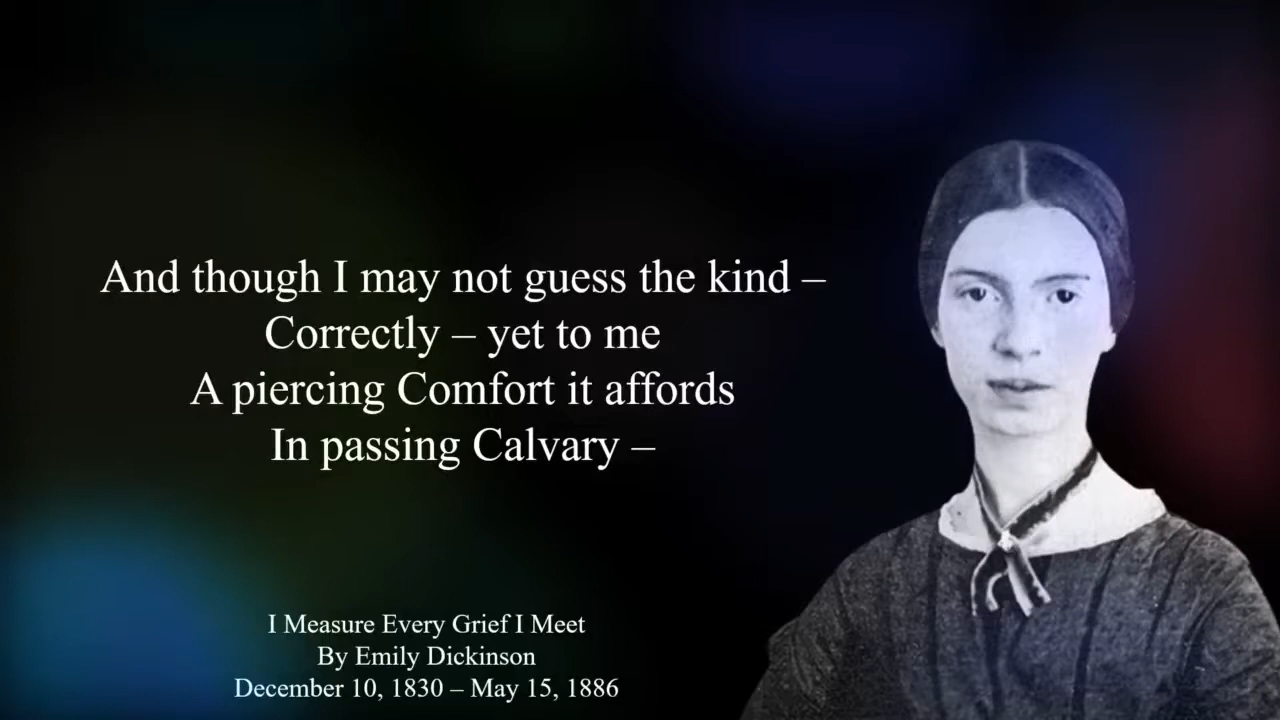 And though I may not guess the kind –
Correctly – yet to me
A piercing Comfort it affords
In passing Calvary –
I Measure Every Grief I Meet
By Emily Dickinson
December 10, 1830 – May 15, 1886